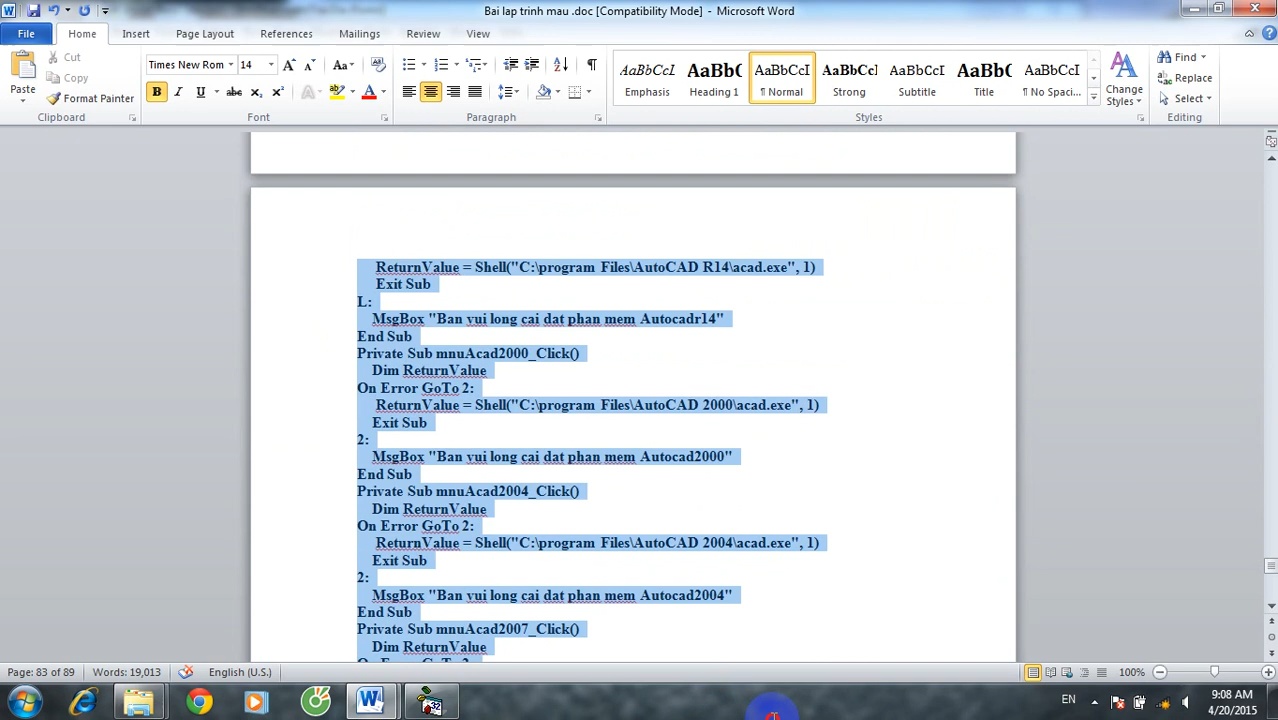 Bai lap trinh mau .doc [Compatibility Mode] - Microsoft Word
File Home Insert Page Layout References Mailings Review View
Paste
Cut
Copy
Format Painter
Clipboard
Times New Rom 14
Font
Paragraph
AaBbCcI AaBbC AaBbCcI AaBbCcI AaBbCcI AaBbC AaBbCcI
Emphasis Heading 1 ¶ Normal Strong Subtitle Title ¶ No Spaci...
Change Styles
Styles
Find
Replace
Select
Editing
ReturnValue = Shell("C:\program Files\AutoCAD R14\acad.exe", 1)
Exit Sub
L:
MsgBox "Ban vui long cai dat phan mem Autocadr14"
End Sub
Private Sub mnuAcad2000_Click()
Dim ReturnValue
On Error GoTo 2:
ReturnValue = Shell("C:\program Files\AutoCAD 2000\acad.exe", 1)
Exit Sub
2:
MsgBox "Ban vui long cai dat phan mem Autocad2000"
End Sub
Private Sub mnuAcad2004_Click()
Dim ReturnValue
On Error GoTo 2:
ReturnValue = Shell("C:\program Files\AutoCAD 2004\acad.exe", 1)
Exit Sub
2:
MsgBox "Ban vui long cai dat phan mem Autocad2004"
End Sub
Private Sub mnuAcad2007_Click()
Dim ReturnValue
On Error GoTo 2:
Page: 83 of 89 Words: 19,013 English (U.S.) 100%
EN 9:08 AM
4/20/2015